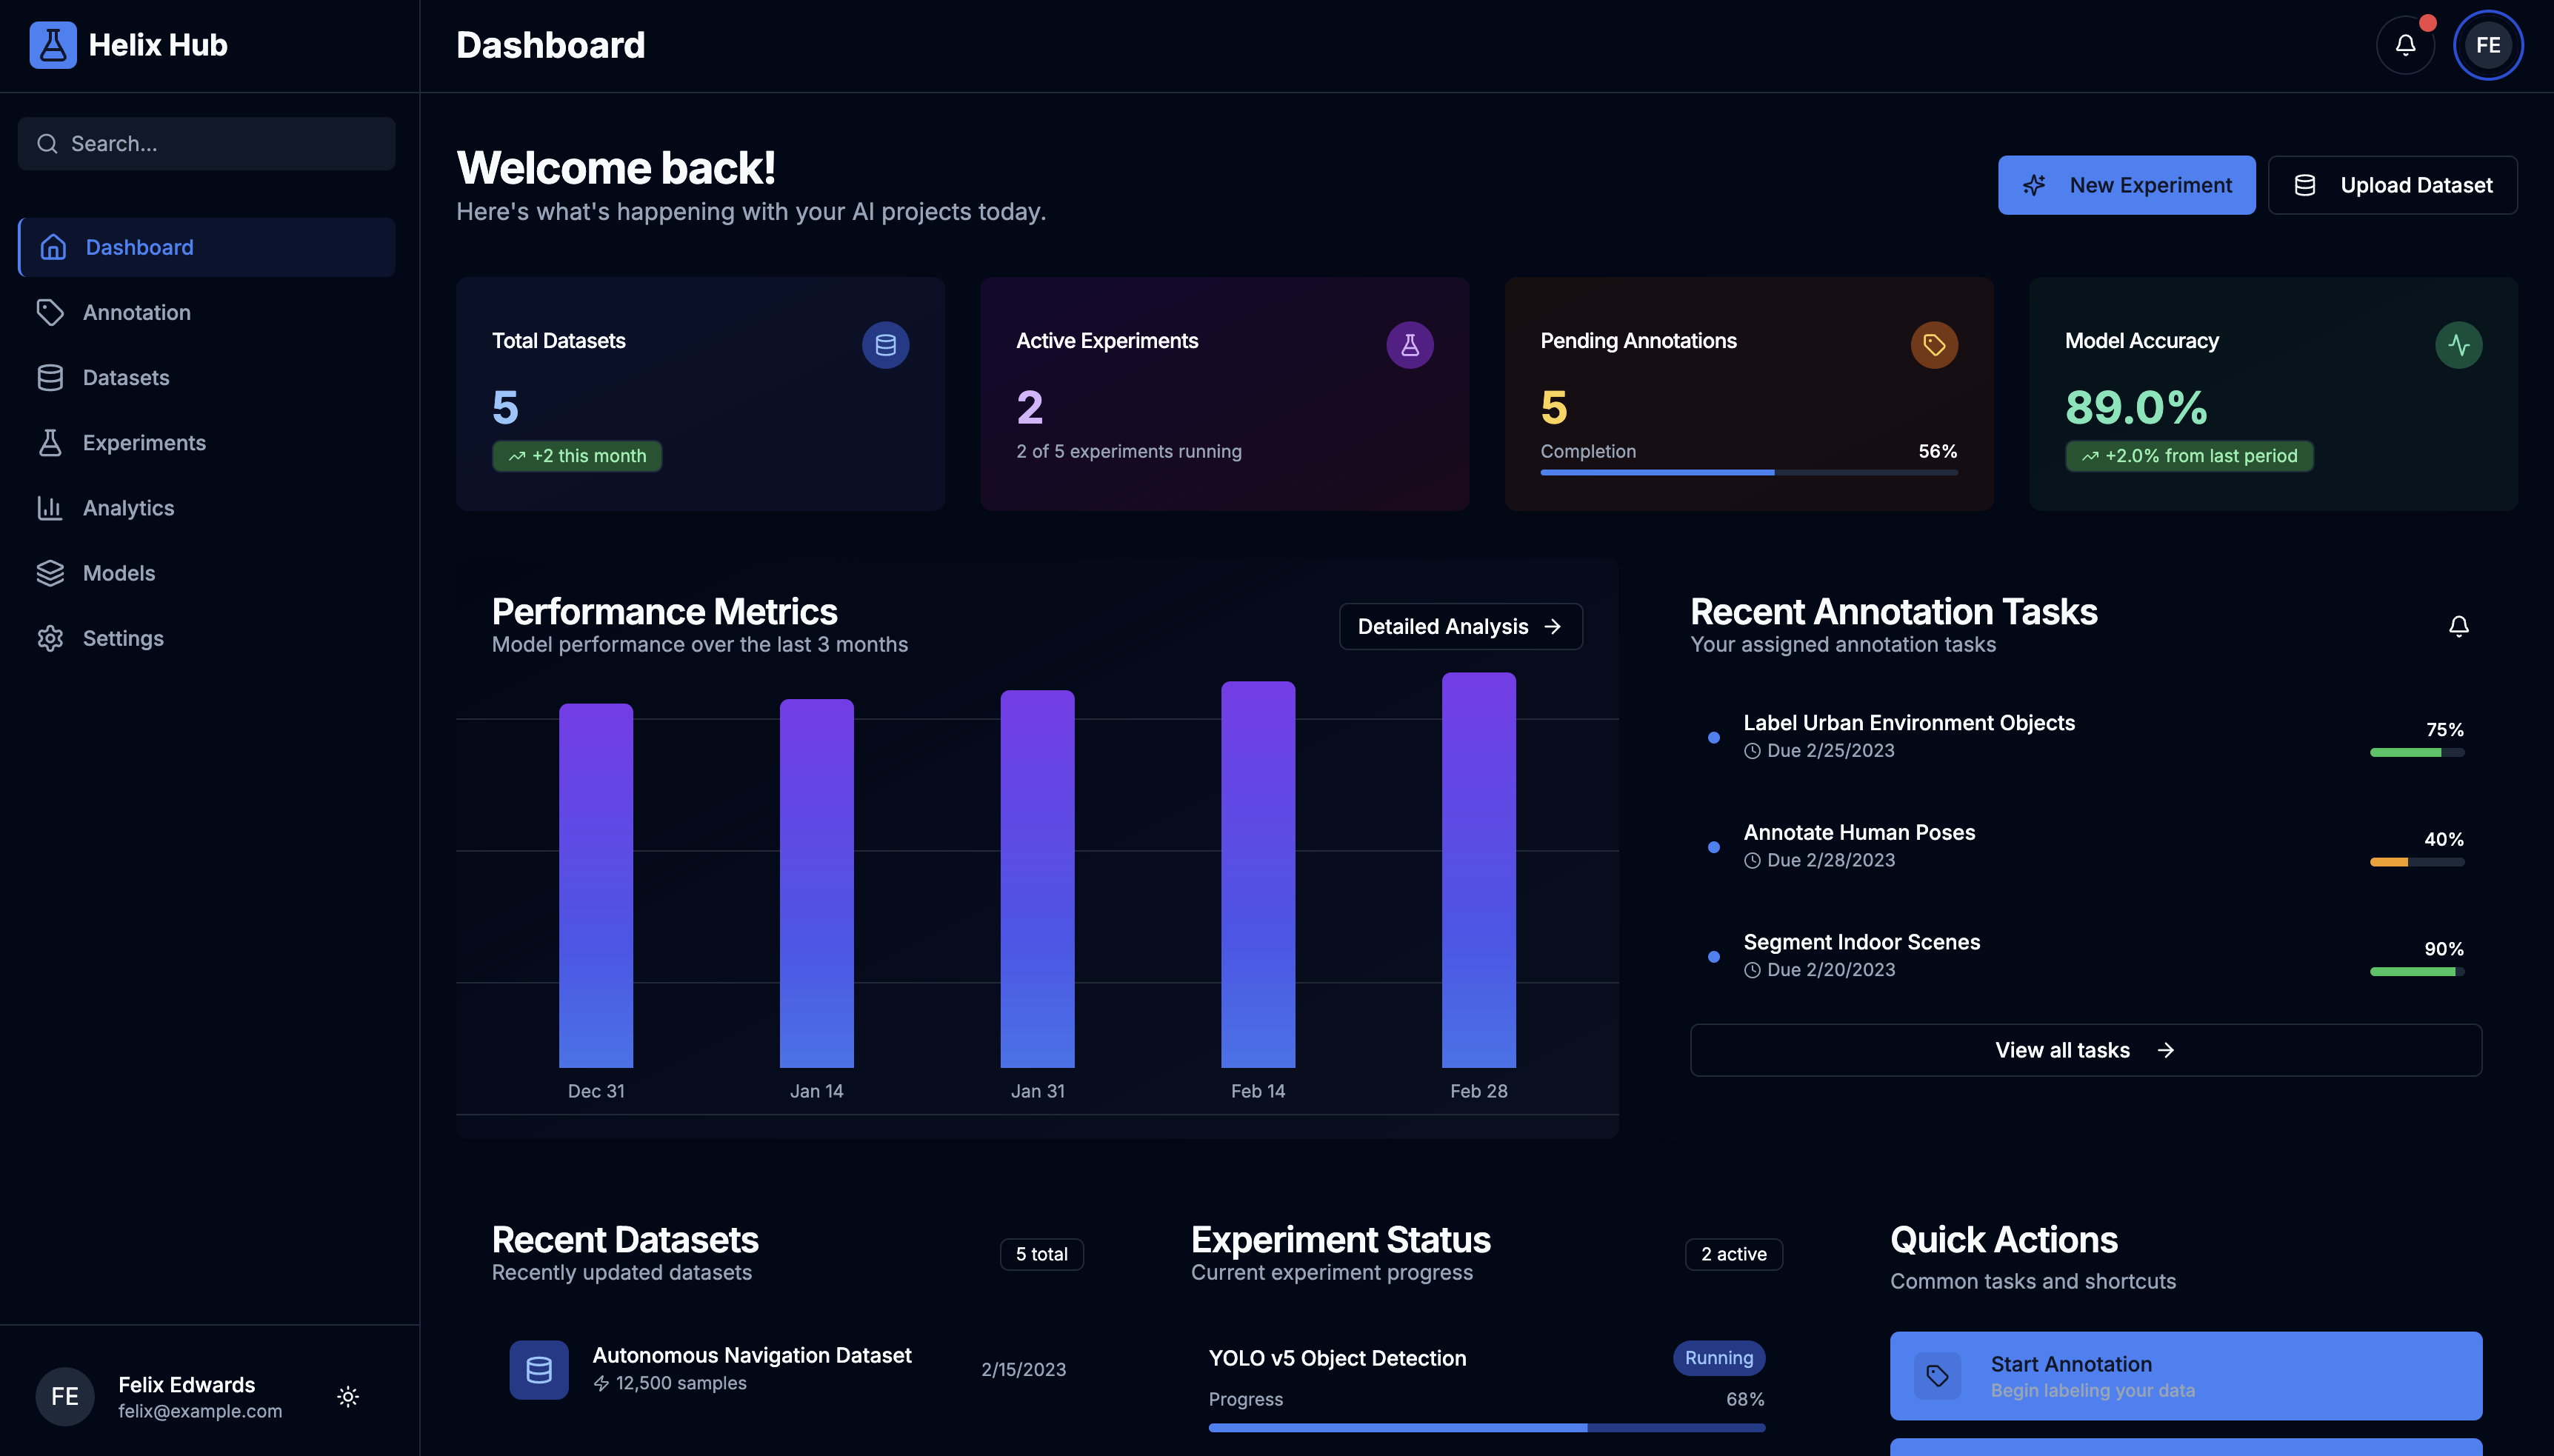 Helix Hub
Dashboard
FE
Search...
Dashboard
Annotation
Datasets
Experiments
Analytics
Models
Settings
FE
Felix Edwards
felix@example.com
Welcome back!
Here's what's happening with your AI projects today.
New Experiment
Upload Dataset
Total Datasets
5
+2 this month
Active Experiments
2
2 of 5 experiments running
Pending Annotations
5
Completion 56%
Model Accuracy
89.0%
+2.0% from last period
Performance Metrics
Model performance over the last 3 months
Detailed Analysis
Dec 31 Jan 14 Jan 31 Feb 14 Feb 28
Recent Annotation Tasks
Your assigned annotation tasks
Label Urban Environment Objects
Due 2/25/2023
75%
Annotate Human Poses
Due 2/28/2023
40%
Segment Indoor Scenes
Due 2/20/2023
90%
View all tasks
Recent Datasets
Recently updated datasets
5 total
Autonomous Navigation Dataset
12,500 samples
2/15/2023
Experiment Status
Current experiment progress
2 active
YOLO v5 Object Detection
Running
Progress 68%
Quick Actions
Common tasks and shortcuts
Start Annotation
Begin labeling your data